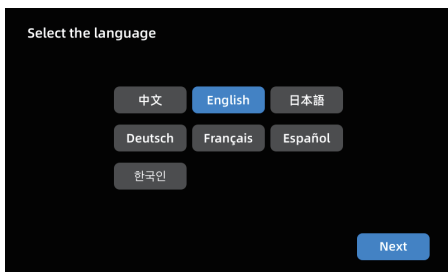 Select the language
中文 English 日本語
Deutsch Français Español
한국인
Next